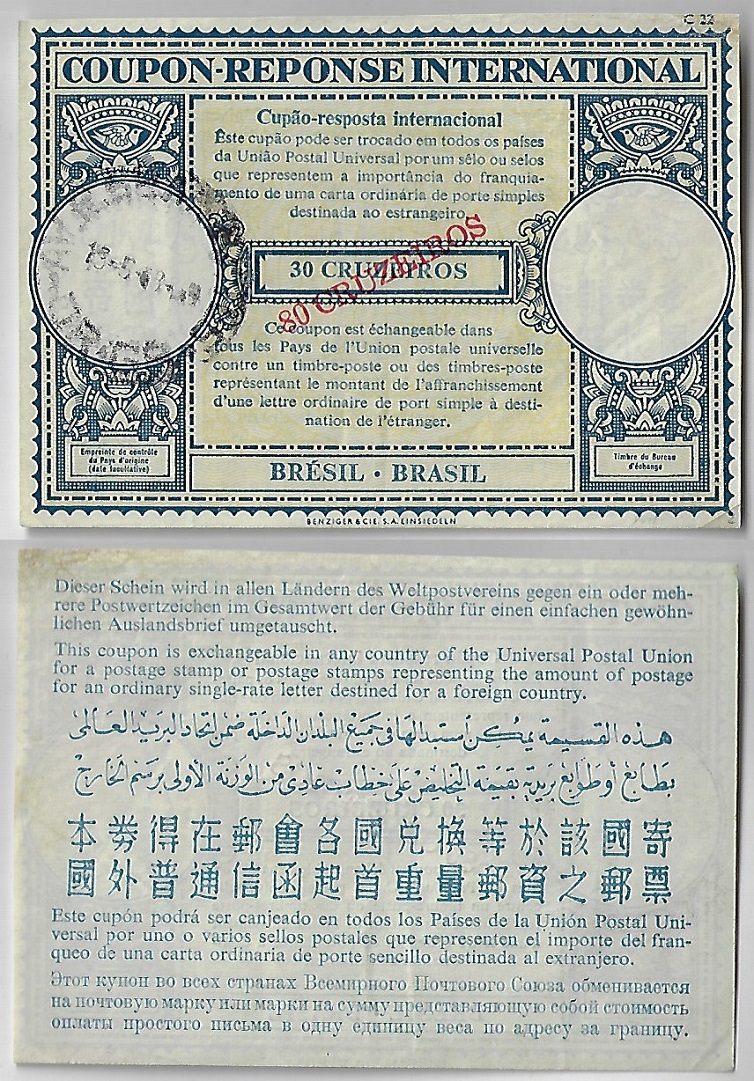 C 22
COUPON-REPONSE INTERNATIONAL
Cupão-resposta internacional
Êste cupão pode ser trocado em todos os países
da União Postal Universal por um sêlo ou selos
que representem a importância do franquia-
mento de uma carta ordinária de porte simples
destinada ao estrangeiro.
30 CRUZEIROS
80 CRUZEIROS
Ce coupon est échangeable dans
tous les Pays de l'Union postale universelle
contre un timbre-poste ou des timbres-poste
représentant le montant de l'affranchissement
d'une lettre ordinaire de port simple à desti-
nation de l'étranger.
Empreinte de contrôle
du Pays d'origine
(date facultative)
Timbre du Bureau
d'échange
BRÉSIL · BRASIL
BENZIGER & CIE. S.A. EINSIEDELN
Dieser Schein wird in allen Ländern des Weltpostvereins gegen ein oder meh-
rere Postwertzeichen im Gesamtwert der Gebühr für einen einfachen gewöhn-
lichen Auslandsbrief umgetauscht.
This coupon is exchangeable in any country of the Universal Postal Union
for a postage stamp or postage stamps representing the amount of postage
for an ordinary single-rate letter destined for a foreign country.
هذه القسيمة يمكن استبدالها في جميع البلدان الداخلة ضمن اتحاد البريد العالمى
بطابع أو طوابع بريدية بقيمة التخليص على خطاب عادى من الوزنة الأولى برسم الخارج
本券得在郵會各國兑換等於該國寄
國外普通信函起首重量郵資之郵票
Este cupón podrá ser canjeado en todos los Países de la Unión Postal Uni-
versal por uno o varios sellos postales que representen el importe del fran-
queo de una carta ordinaria de porte sencillo destinada al extranjero.
Этот купон во всех странах Всемирного Почтового Союза обменивается
на почтовую марку или марки на сумму представляющую собой стоимость
оплаты простого письма в одну единицу веса по адресу за границу.